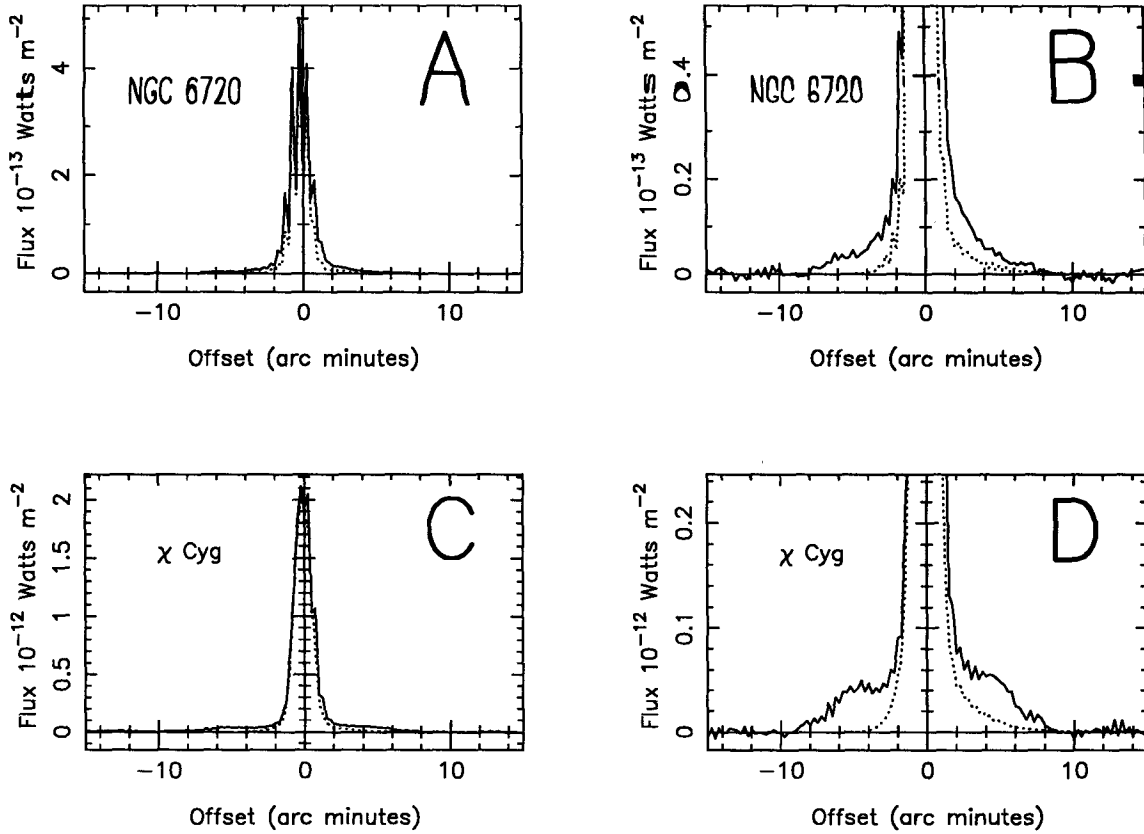 Flux 10−13 Watts m−2
4
2
0
NGC 6720
A
−10
0
10
Offset (arc minutes)
Flux 10−13 Watts m−2
0.4
0.2
0
NGC 6720
B
−10
0
10
Offset (arc minutes)
Flux 10−12 Watts m−2
2
1.5
1
0.5
0
χ Cyg
C
−10
0
10
Offset (arc minutes)
Flux 10−12 Watts m−2
0.2
0.1
0
χ Cyg
D
−10
0
10
Offset (arc minutes)